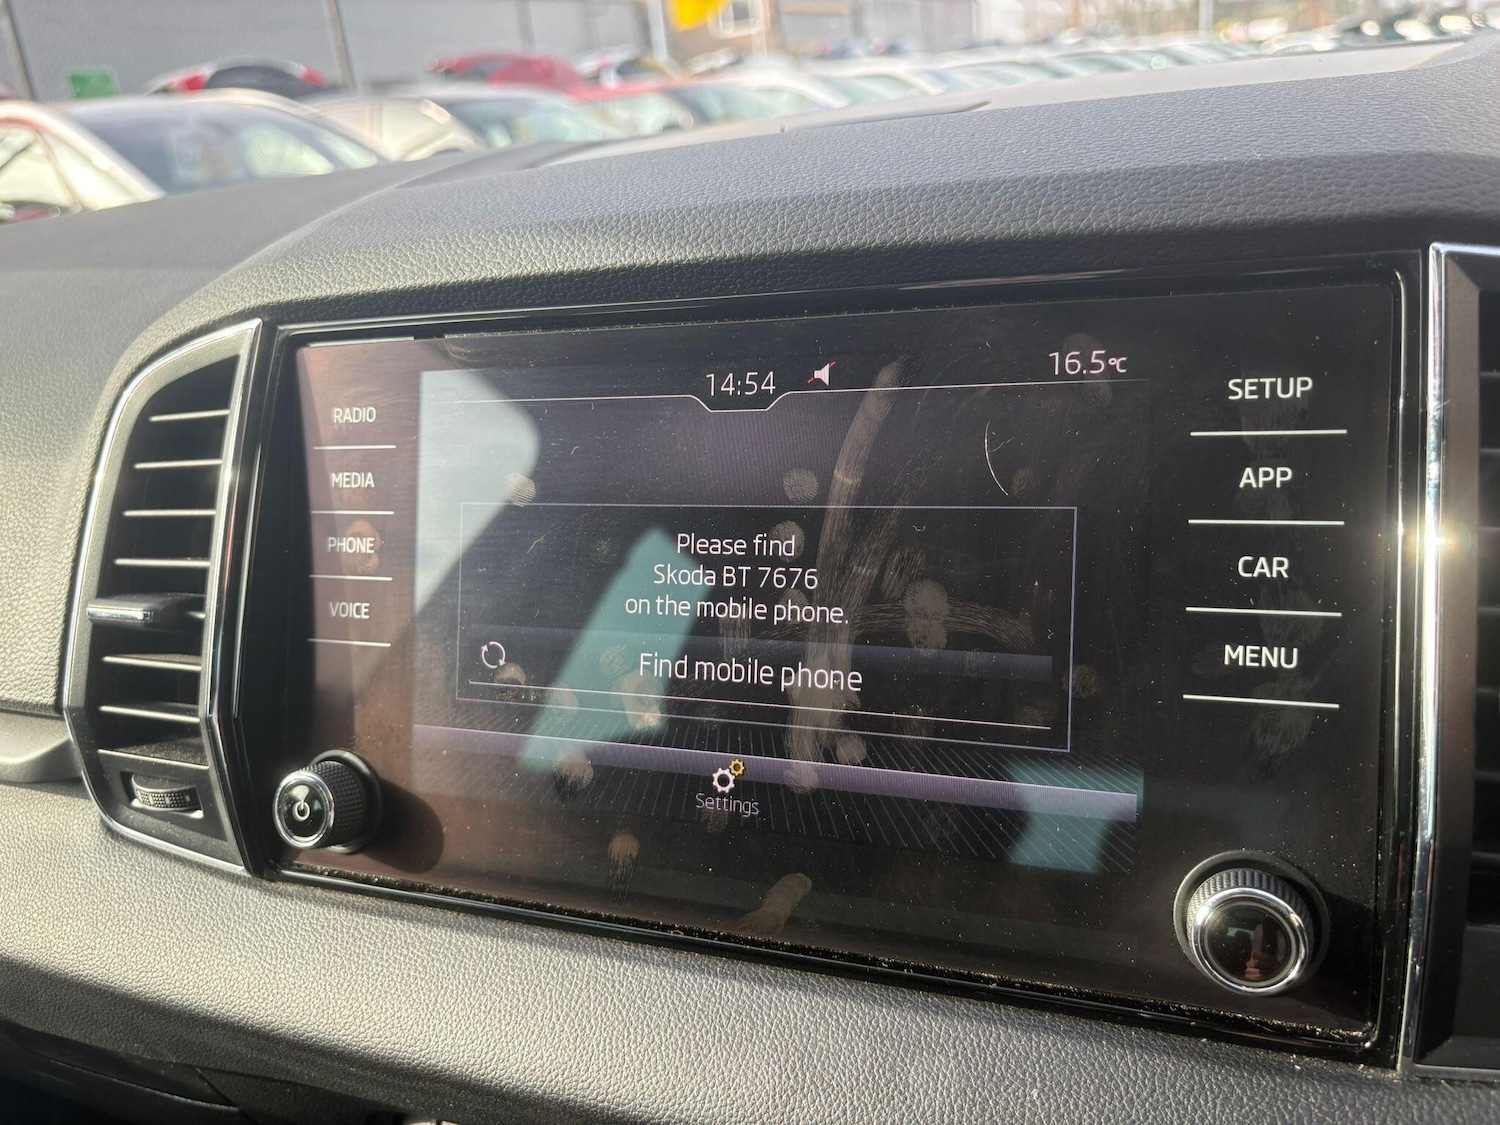 14:54
16.5°C
RADIO
MEDIA
PHONE
VOICE
Please find
Skoda BT 7676
on the mobile phone.
Find mobile phone
Settings
SETUP
APP
CAR
MENU